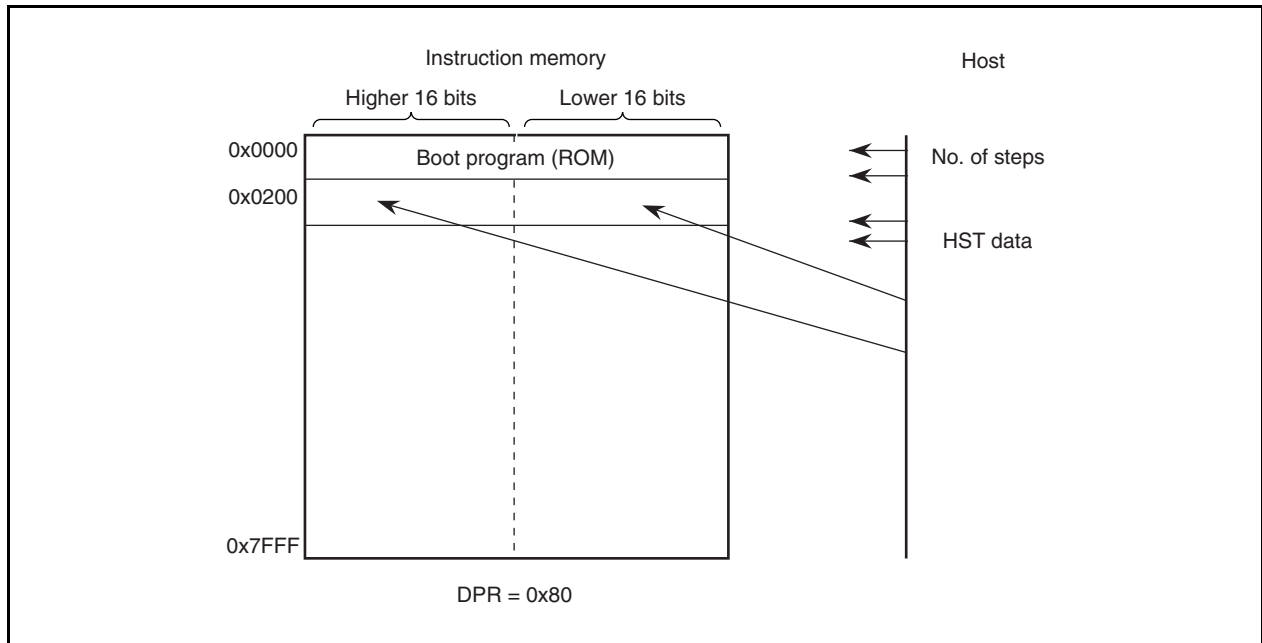 Instruction memory
Host
Higher 16 bits
Lower 16 bits
0x0000
Boot program (ROM)
No. of steps
0x0200
HST data
0x7FFF
DPR = 0x80